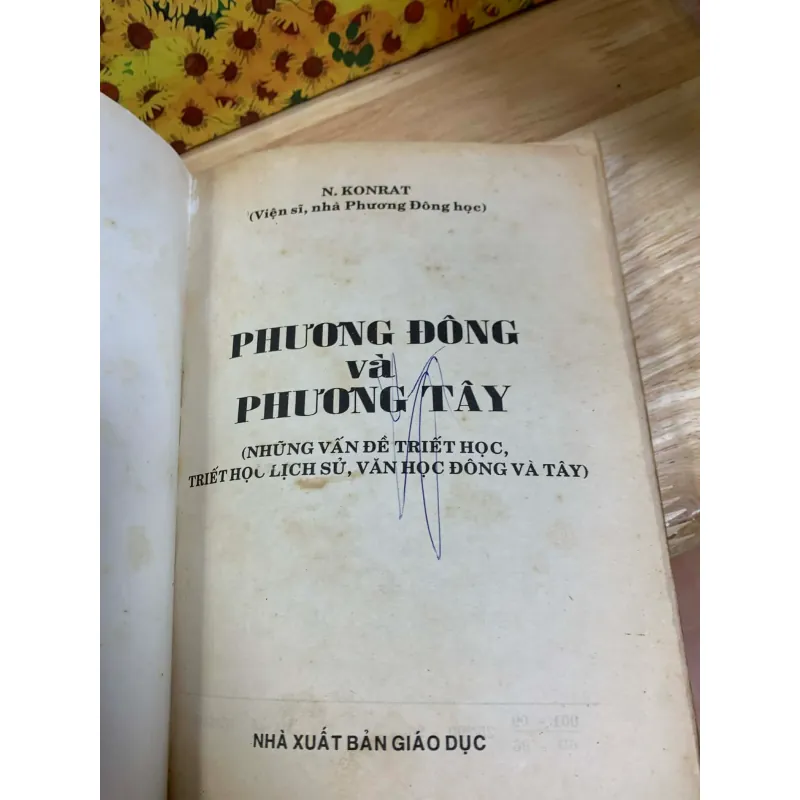 N. KONRAT
(Viện sĩ, nhà Phương Đông học)
PHƯƠNG ĐÔNG
và
PHƯƠNG TÂY
(NHỮNG VẤN ĐỀ TRIẾT HỌC,
TRIẾT HỌC LỊCH SỬ, VĂN HỌC ĐÔNG VÀ TÂY)
NHÀ XUẤT BẢN GIÁO DỤC